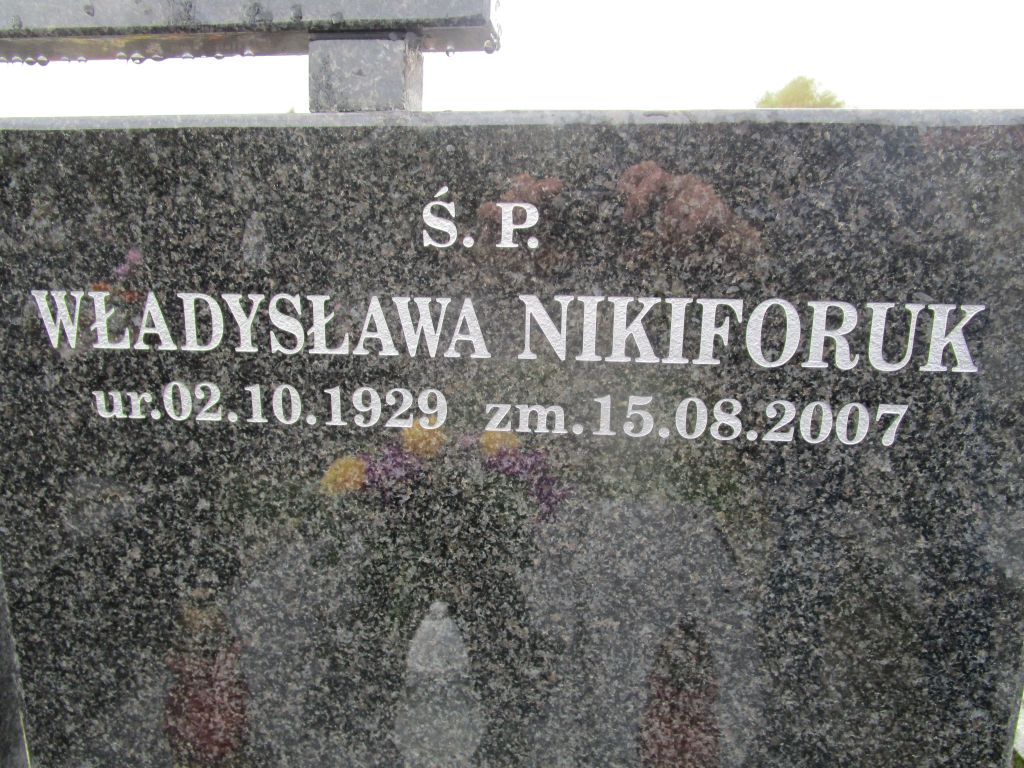 Ś. P.
WŁADYSŁAWA NIKIFORUK
ur.02.10.1929 zm.15.08.2007